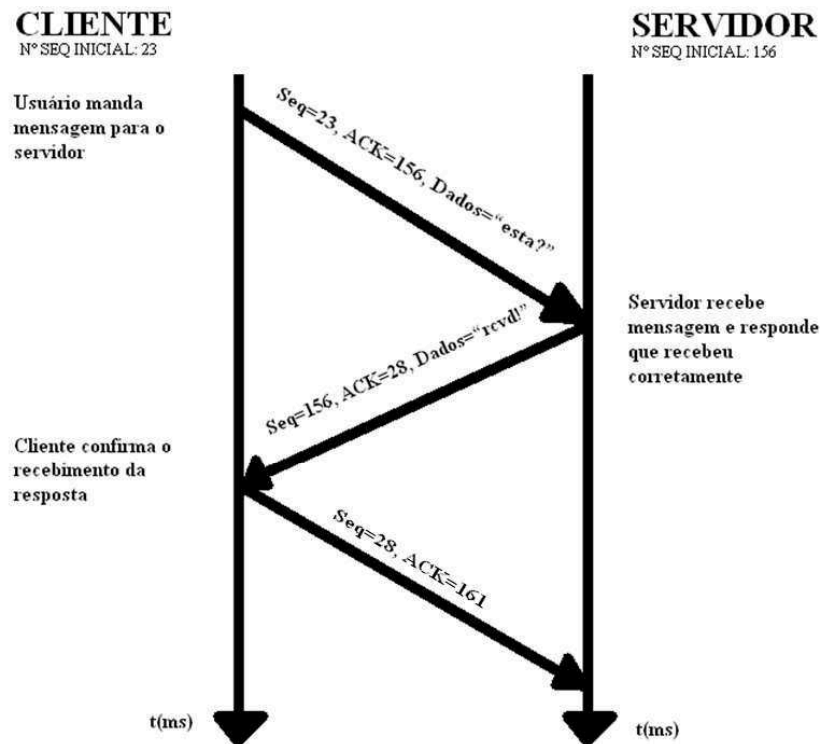 CLIENTE
Nº SEQ INICIAL: 23
SERVIDOR
Nº SEQ INICIAL: 156
Usuário manda
mensagem para o
servidor
Seq=23, ACK=156, Dados=“esta?”
Servidor recebe
mensagem e responde
que recebeu
corretamente
Seq=156, ACK=28, Dados=“rcvd!”
Cliente confirma o
recebimento da
resposta
Seq=28, ACK=161
t(ms)
t(ms)